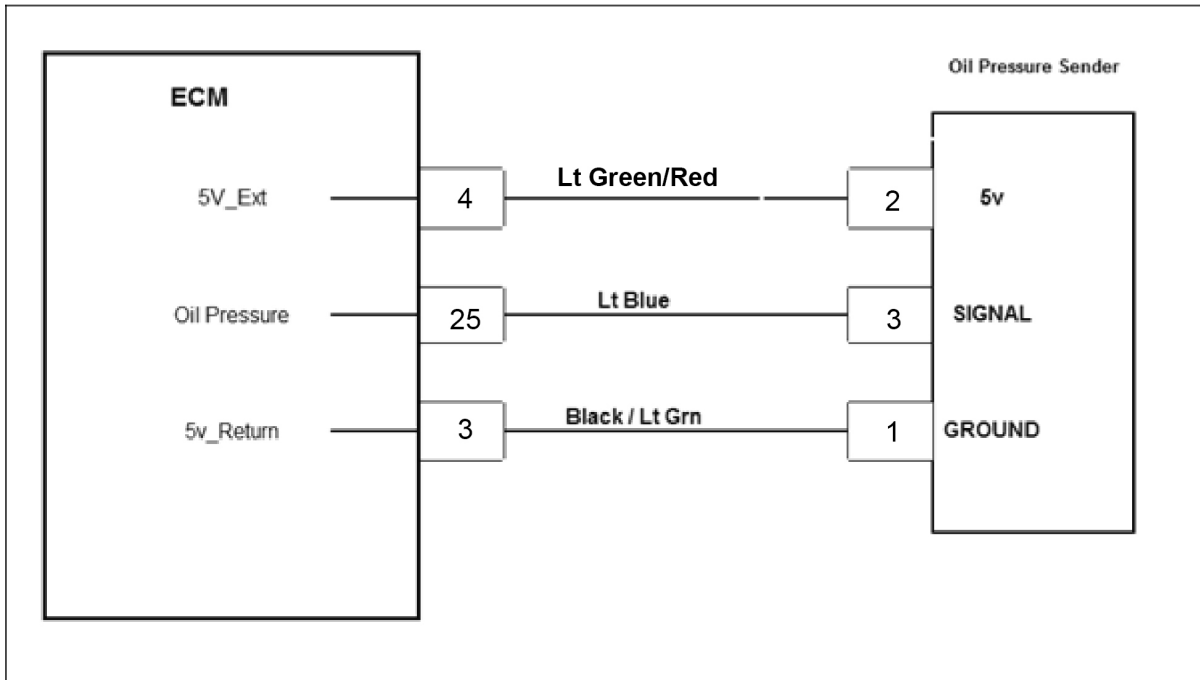 Oil Pressure Sender
ECM
5V_Ext
4
Lt Green/Red
2
5v
Oil Pressure
25
Lt Blue
3
SIGNAL
5v_Return
3
Black / Lt Grn
1
GROUND